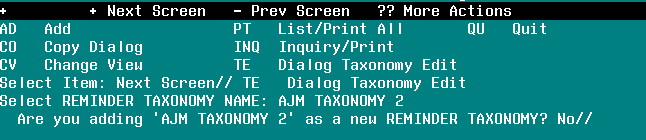 + + Next Screen - Prev Screen ?? More Actions
AD Add PT List/Print All QU Quit
CO Copy Dialog INQ Inquiry/Print
CV Change View TE Dialog Taxonomy Edit
Select Item: Next Screen// TE Dialog Taxonomy Edit
Select REMINDER TAXONOMY NAME: AJM TAXONOMY 2
Are you adding 'AJM TAXONOMY 2' as a new REMINDER TAXONOMY? No//